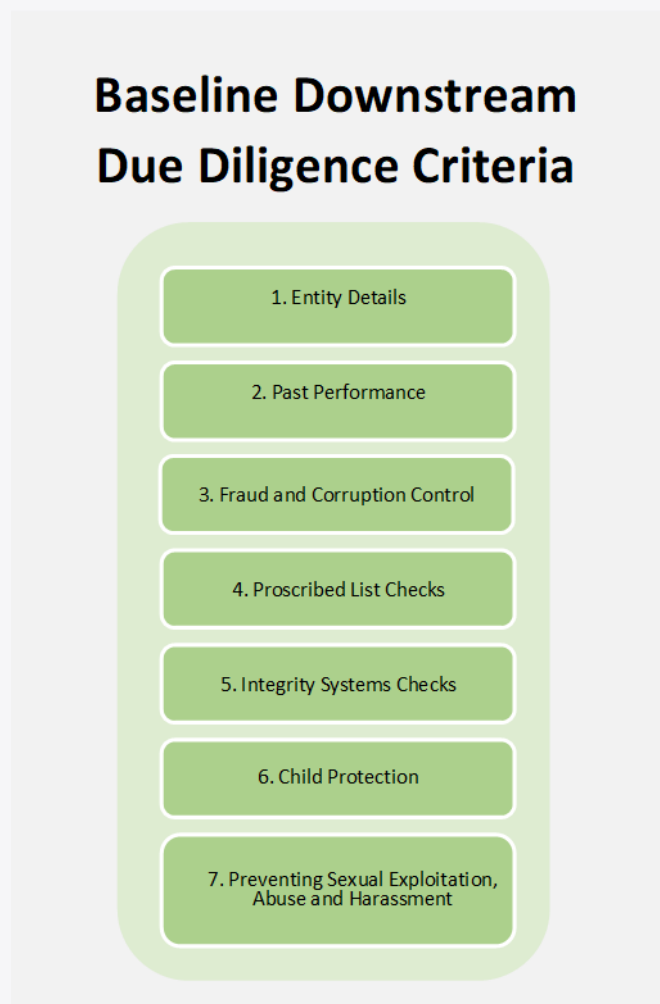 Baseline Downstream
Due Diligence Criteria
1. Entity Details
2. Past Performance
3. Fraud and Corruption Control
4. Proscribed List Checks
5. Integrity Systems Checks
6. Child Protection
7. Preventing Sexual Exploitation,
Abuse and Harassment